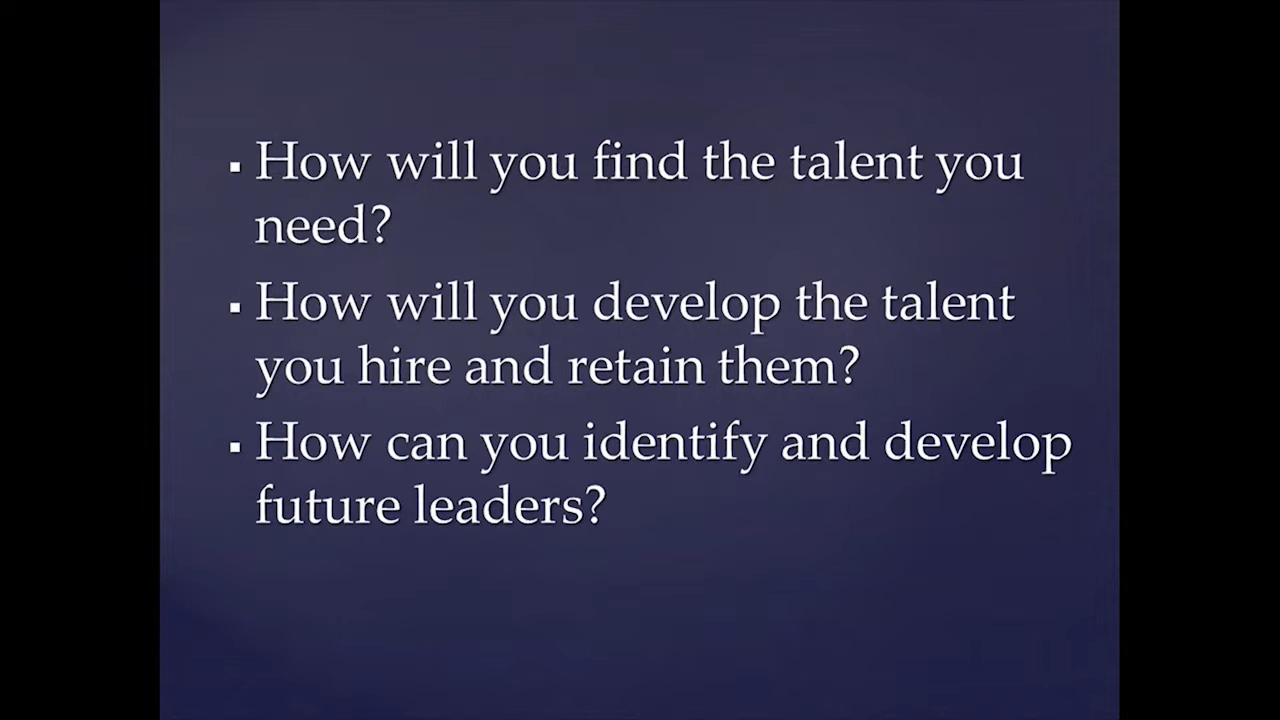 ▪ How will you find the talent you
need?
▪ How will you develop the talent
you hire and retain them?
▪ How can you identify and develop
future leaders?